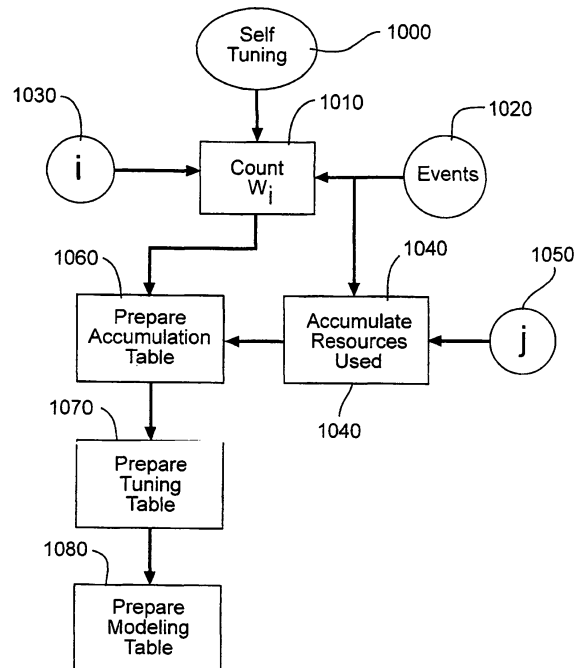 Self
Tuning
1000
1030
1010
1020
i
Count
Wi
Events
1060
1040
1050
Prepare
Accumulation
Table
Accumulate
Resources
Used
j
1070
1040
Prepare
Tuning
Table
1080
Prepare
Modeling
Table